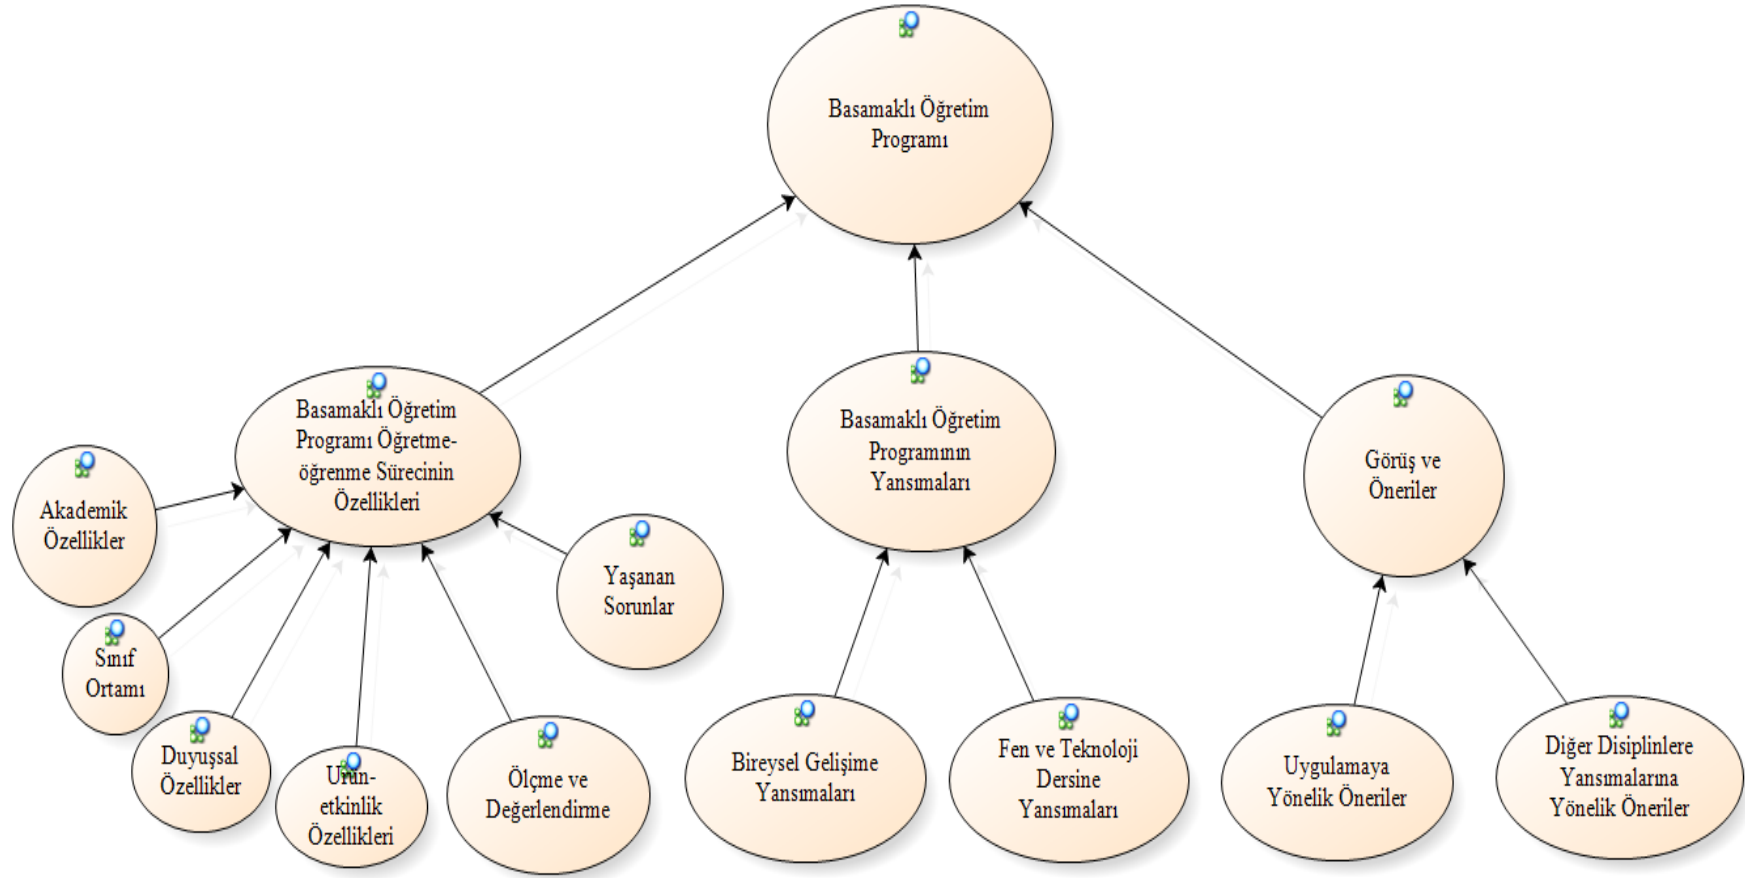 Basamaklı Öğretim
Programı
Basamaklı Öğretim
Programı Öğretme-
öğrenme Sürecinin
Özellikleri
Basamaklı Öğretim
Programının
Yansımaları
Görüş ve
Öneriler
Akademik
Özellikler
Yaşanan
Sorunlar
Sınıf
Ortamı
Duyuşsal
Özellikler
Ürün-
etkinlik
Özellikleri
Ölçme ve
Değerlendirme
Bireysel Gelişime
Yansımaları
Fen ve Teknoloji
Dersine
Yansımaları
Uygulamaya
Yönelik Öneriler
Diğer Disiplinlere
Yansımalarına
Yönelik Öneriler